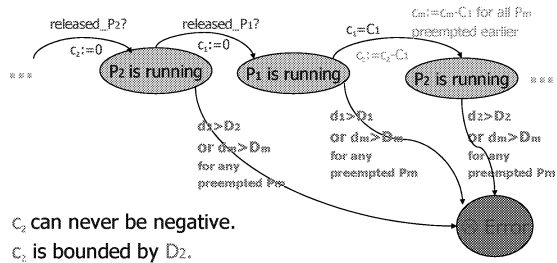 released_P₂?
c₂:=0
released_P₁?
c₁:=0
cₘ:=cₘ-C₁ for all Pₘ
preempted earlier
c₁=C₁
c₂:=c₂-C₁
...
P₂ is running
P₁ is running
P₂ is running
...
d₂>D₂
or dₘ>Dₘ
for any
preempted Pₘ
d₁>D₁
or dₘ>Dₘ
for any
preempted Pₘ
d₂>D₂
or dₘ>Dₘ
for any
preempted Pₘ
Error
c₂ can never be negative.
c₂ is bounded by D₂.